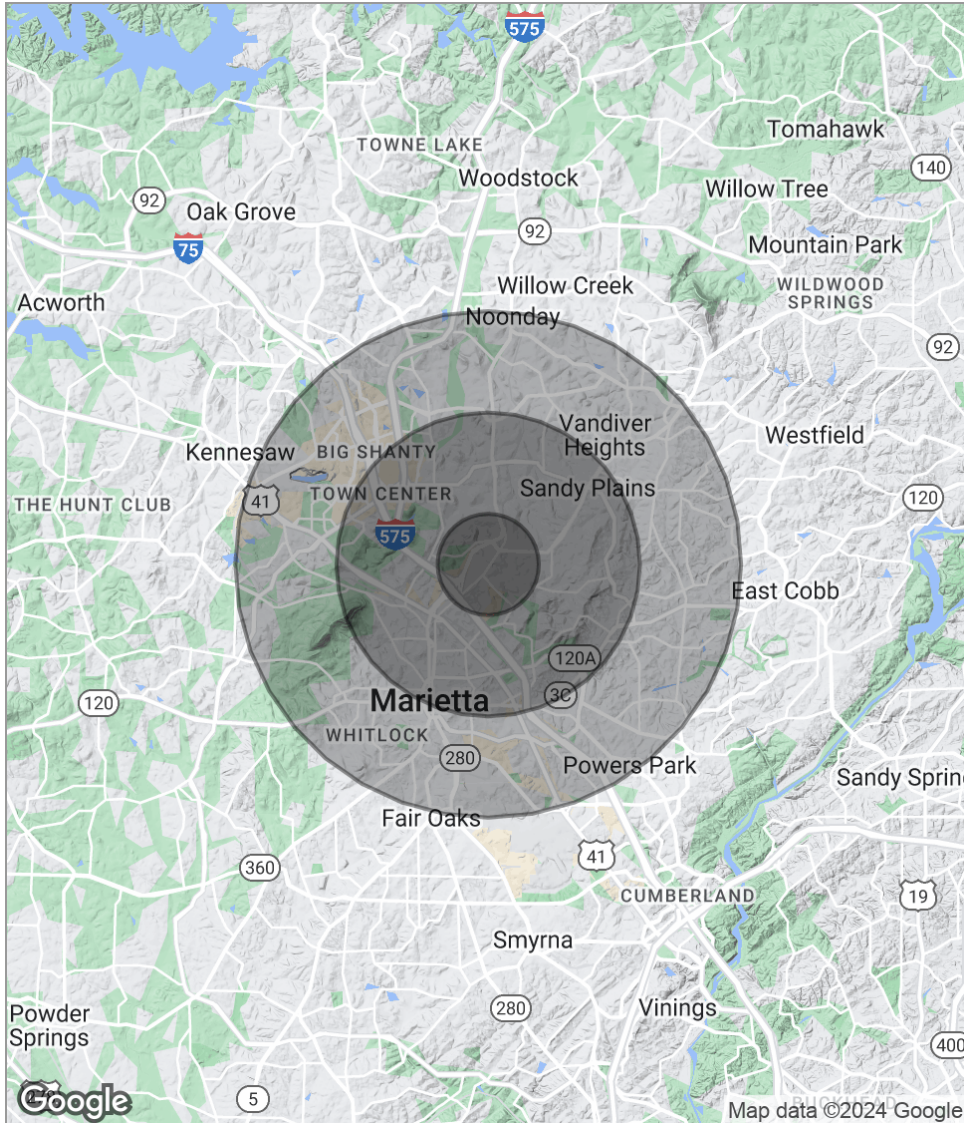 575
TOWNE LAKE
Tomahawk
140
Woodstock
Willow Tree
92
Oak Grove
92
Mountain Park
75
Willow Creek
WILDWOOD
SPRINGS
Acworth
Noonday
92
Vandiver
Heights
Westfield
Kennesaw
BIG SHANTY
TOWN CENTER
Sandy Plains
THE HUNT CLUB
41
120
575
East Cobb
120A
120
Marietta
3C
WHITLOCK
280
Powers Park
Sandy Spring
Fair Oaks
41
360
CUMBERLAND
19
Smyrna
280
Vinings
Powder
Springs
400
5
Google
BUCKHEAD
Map data ©2024 Google